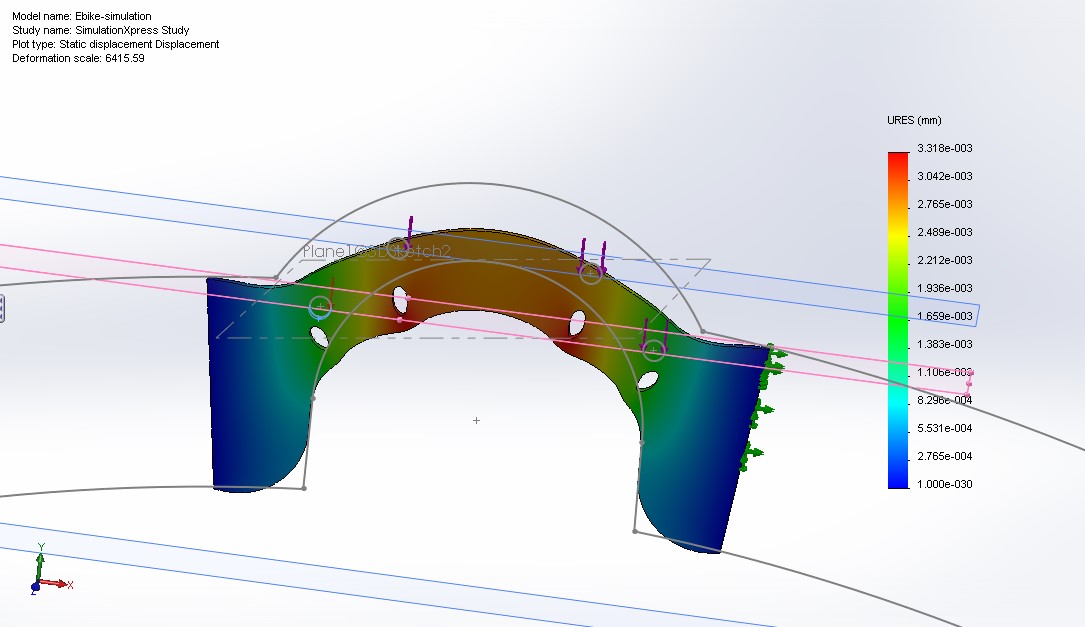 Model name: Ebike-simulation
Study name: SimulationXpress Study
Plot type: Static displacement Displacement
Deformation scale: 6415.59
URES (mm)
3.318e-003
3.042e-003
2.765e-003
2.489e-003
2.212e-003
1.936e-003
1.659e-003
1.383e-003
1.106e-003
8.296e-004
5.531e-004
2.765e-004
1.000e-030
Y
X
Z